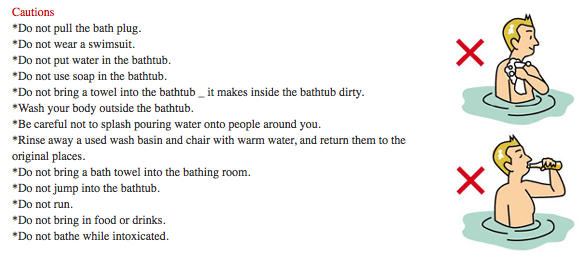 Cautions
*Do not pull the bath plug.
*Do not wear a swimsuit.
*Do not put water in the bathtub.
*Do not use soap in the bathtub.
*Do not bring a towel into the bathtub _ it makes inside the bathtub dirty.
*Wash your body outside the bathtub.
*Be careful not to splash pouring water onto people around you.
*Rinse away a used wash basin and chair with warm water, and return them to the
original places.
*Do not bring a bath towel into the bathing room.
*Do not jump into the bathtub.
*Do not run.
*Do not bring in food or drinks.
*Do not bathe while intoxicated.